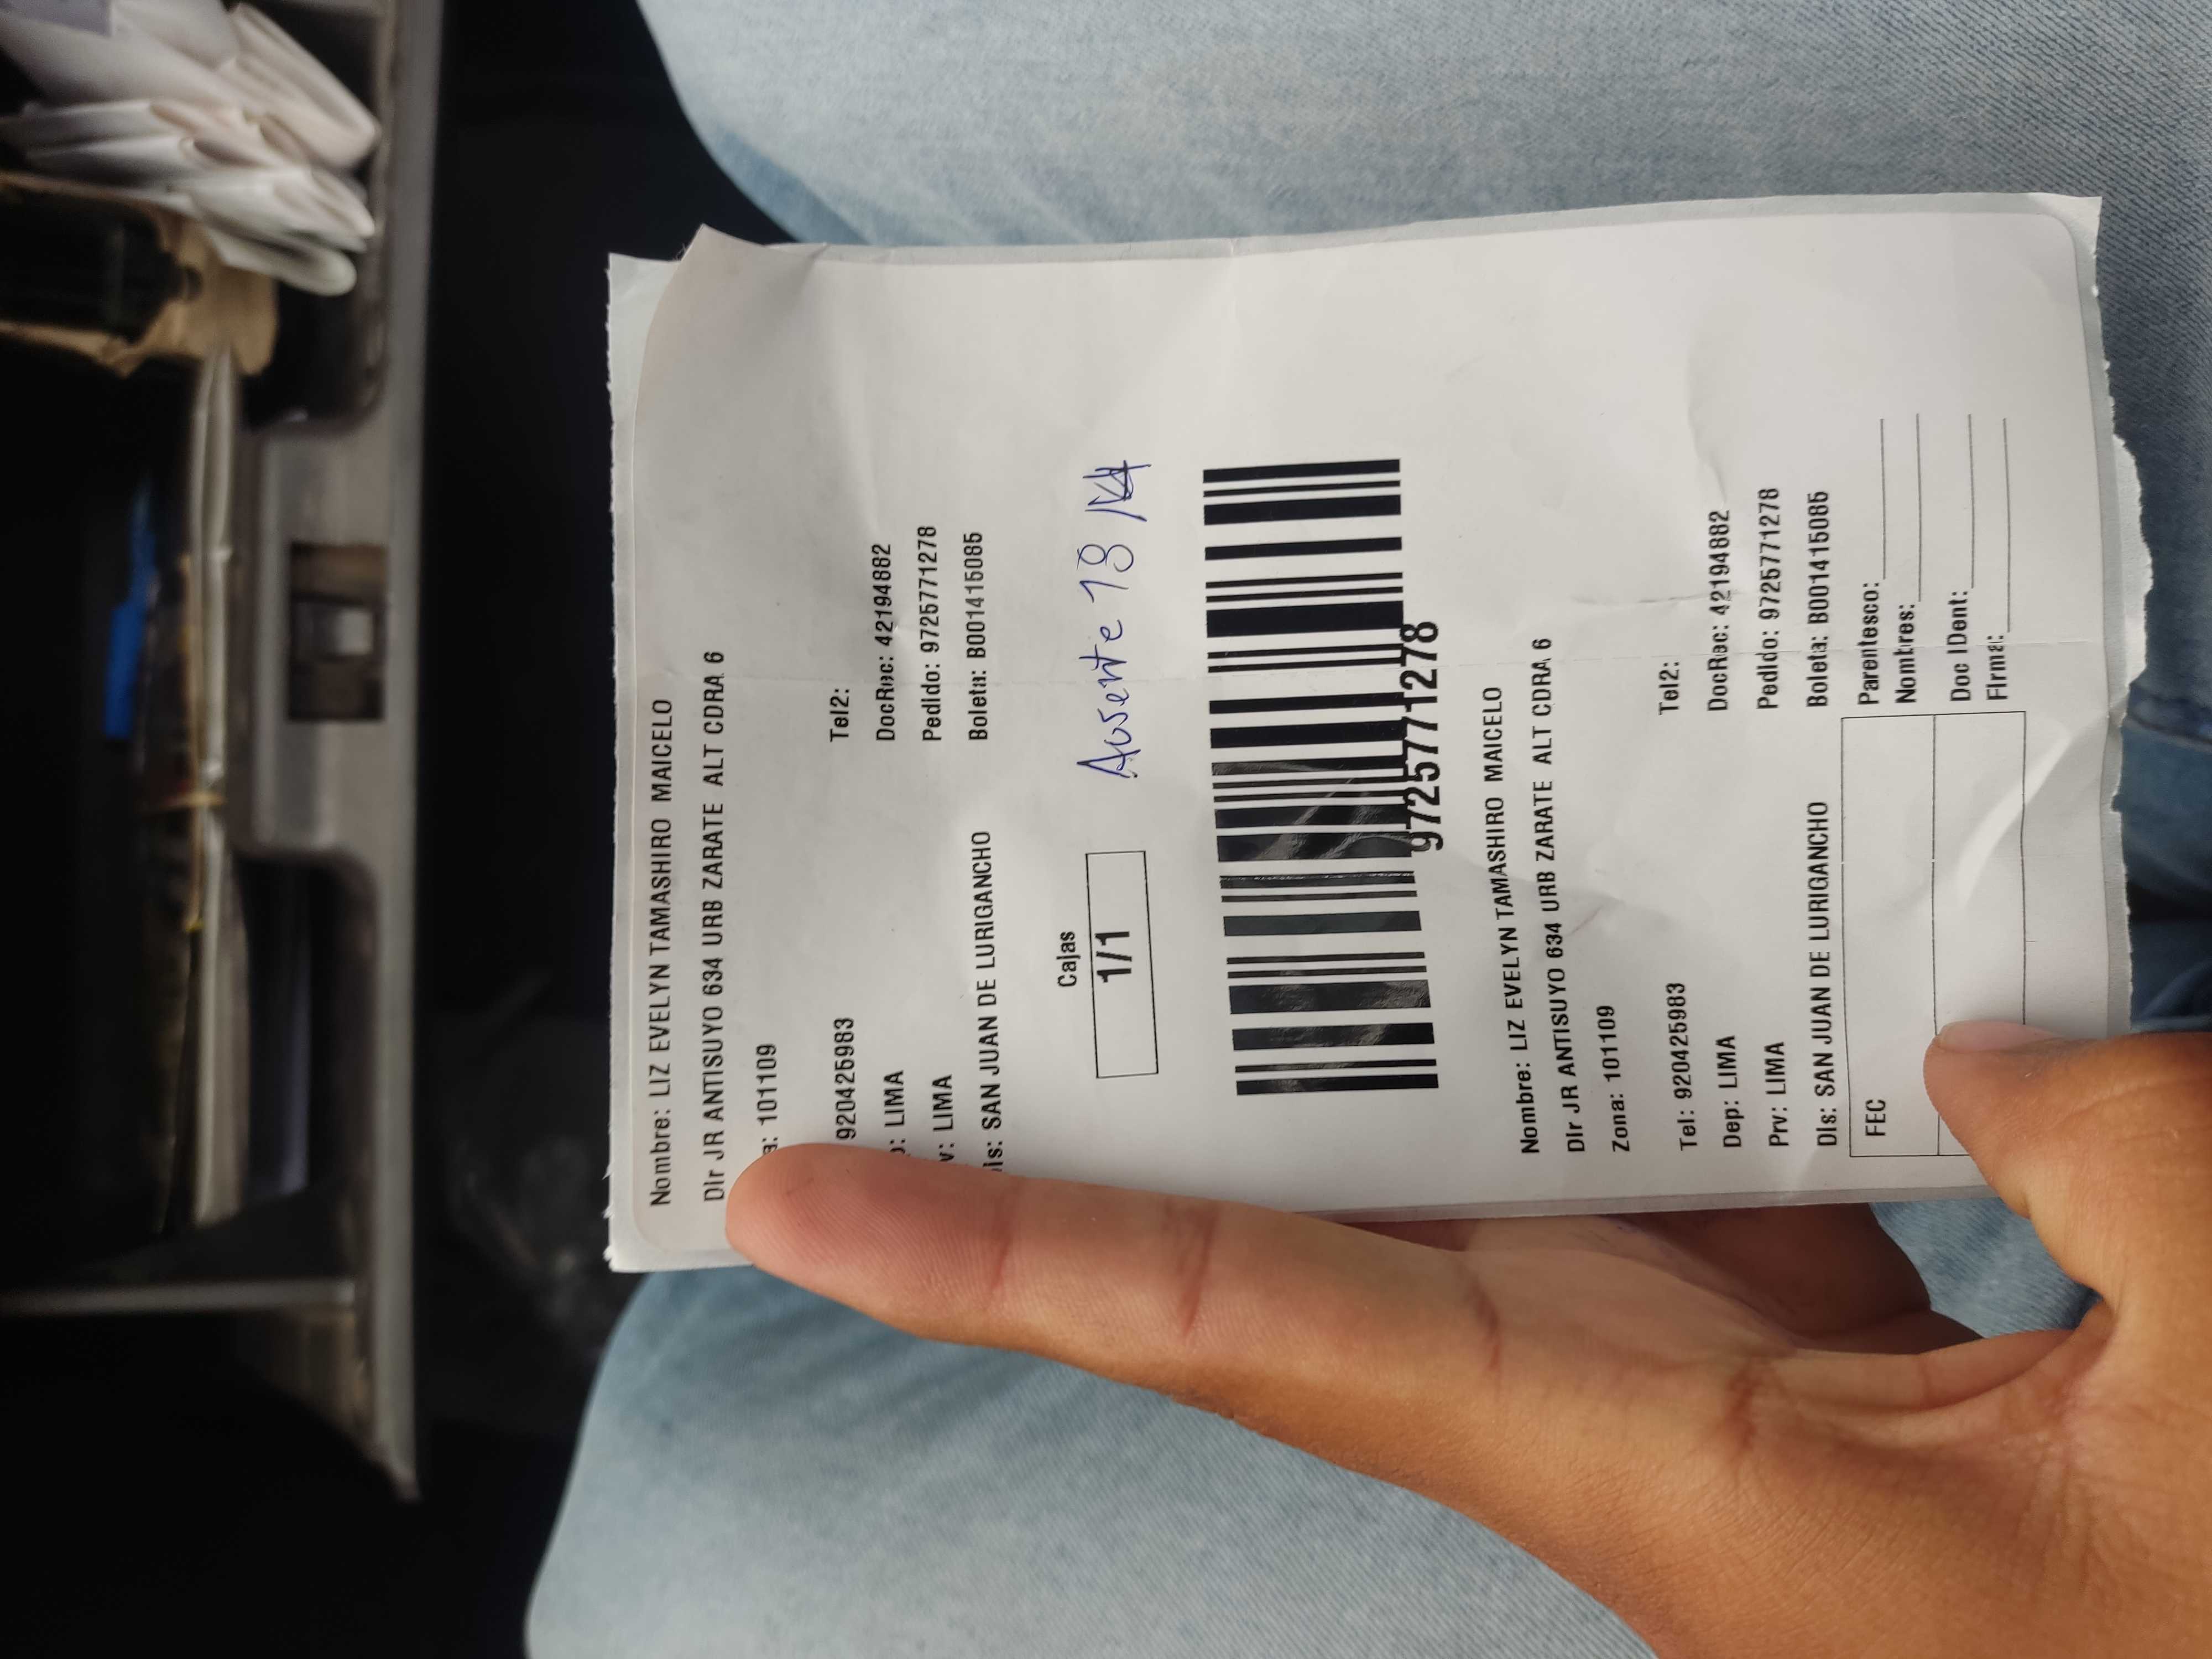 Nombre: LIZ EVELYN TAMASHIRO MAICELO
Dir JR ANTISUYO 634 URB ZARATE ALT CDRA 6
a: 101109
920425983
Tel2:
: LIMA
DocRec: 42194882
v: LIMA
Pedido: 9725771278
is: SAN JUAN DE LURIGANCHO
Boleta: B001415085
Cajas
1/1
Ausente 18
9725771278
Nombre: LIZ EVELYN TAMASHIRO MAICELO
Dir JR ANTISUYO 634 URB ZARATE ALT CDRA 6
Zona: 101109
Tel: 920425983
Tel2:
Dep: LIMA
DocRec: 42194882
Prv: LIMA
Pedido: 9725771278
Dis: SAN JUAN DE LURIGANCHO
Boleta: B001415085
FEC
Parentesco:
Nombres:
Doc IDent:
Firma: